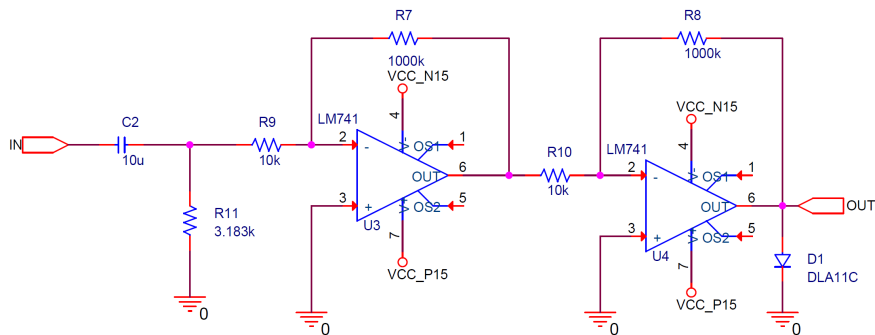 R7
1000k
VCC_N15
R8
1000k
VCC_N15
C2
10u
IN
R9
10k
LM741
4
V-
OS1
1
2
-
OUT
6
3
+
V+
OS2
5
U3
7
VCC_P15
R11
3.183k
0
0
R10
10k
LM741
4
V-
OS1
1
2
-
OUT
6
3
+
V+
OS2
5
U4
7
VCC_P15
OUT
D1
DLA11C
0
0